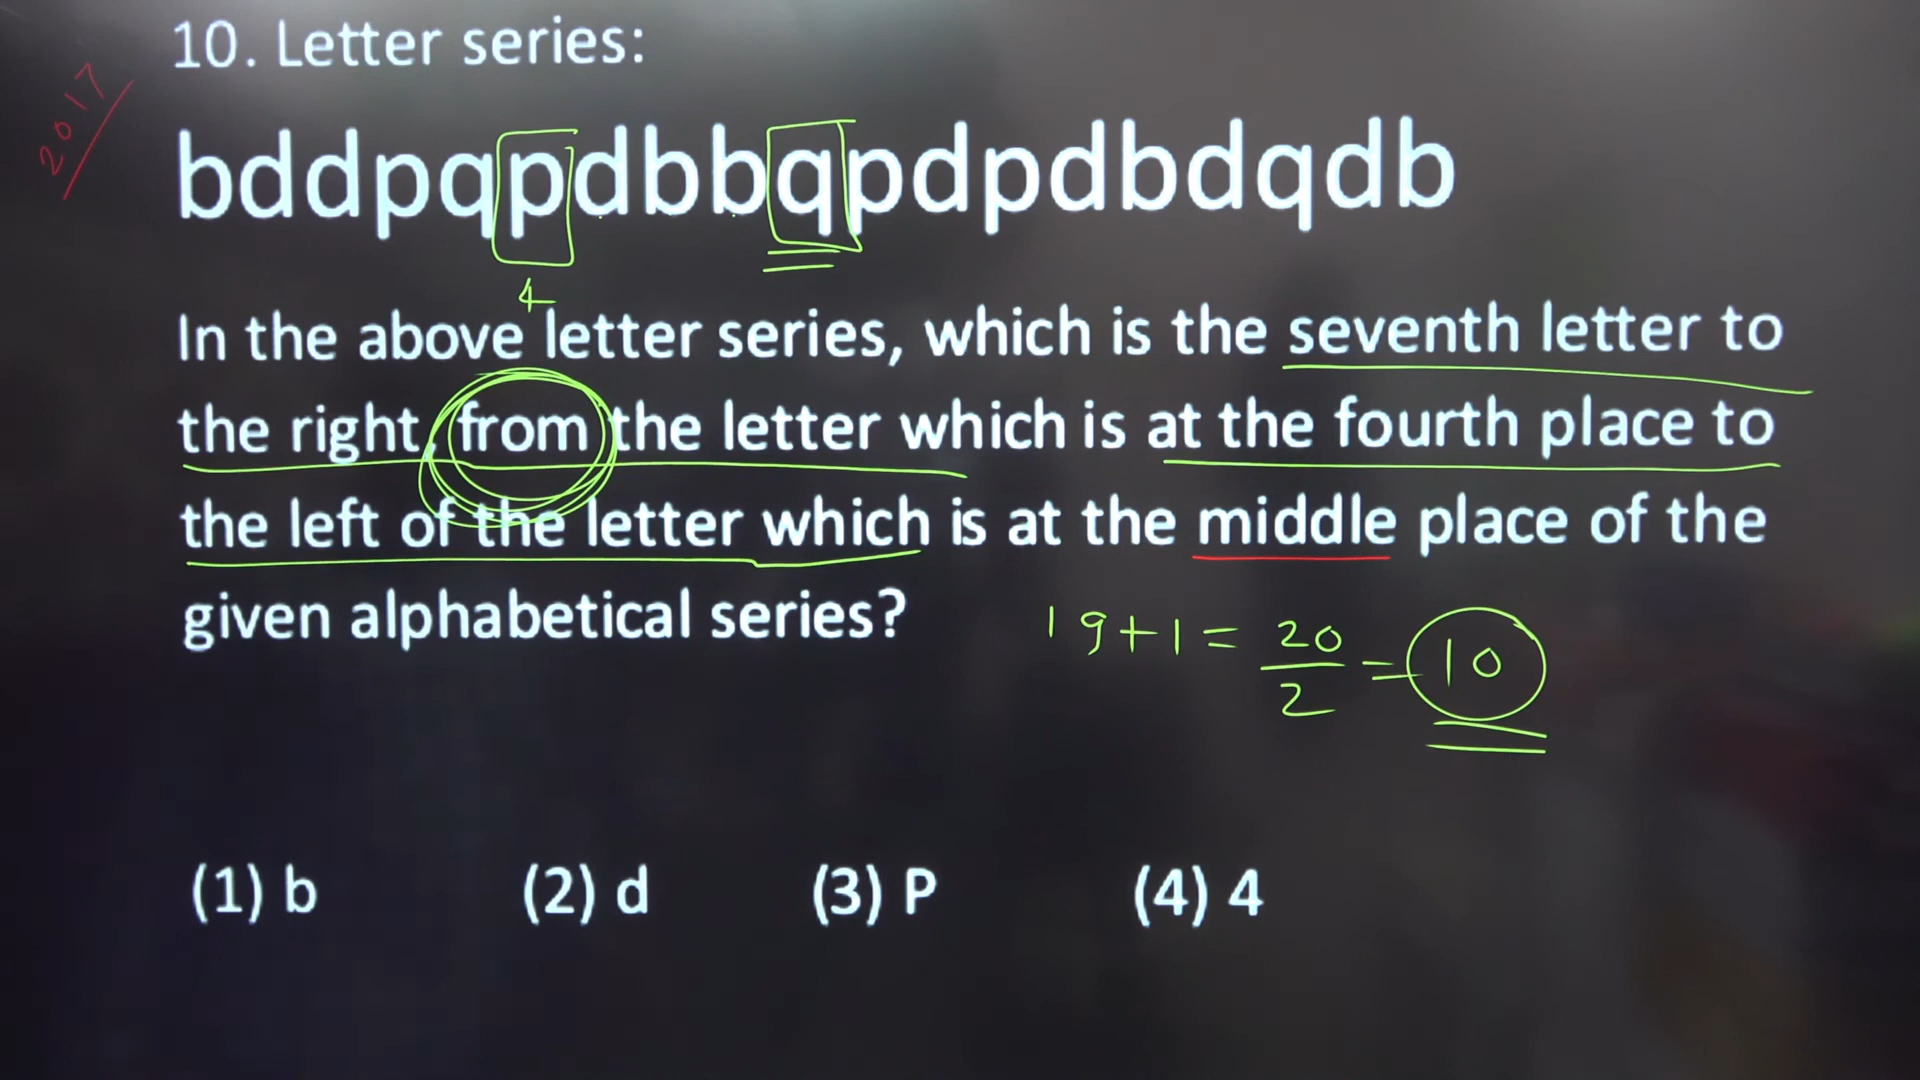 2017
10. Letter series:
bddpqpdbbqpdpdbdqdb
4
In the above letter series, which is the seventh letter to
the right, from the letter which is at the fourth place to
the left of the letter which is at the middle place of the
given alphabetical series?
19+1 = 20/2 = 10
(1) b (2) d (3) P (4) 4